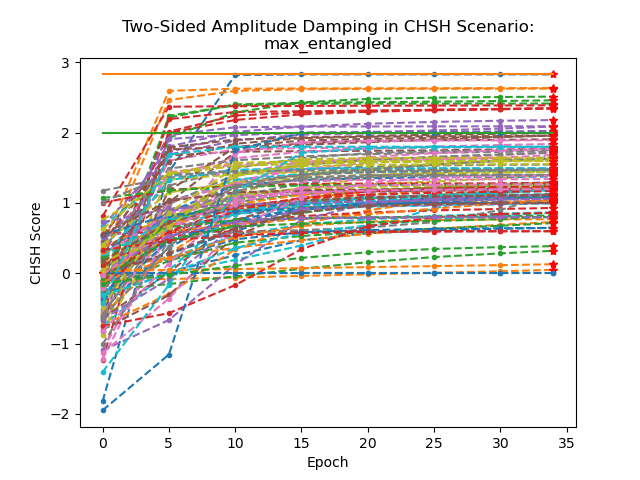 Two-Sided Amplitude Damping in CHSH Scenario:
max_entangled
3
2
1
0
−1
−2
CHSH Score
0 5 10 15 20 25 30 35
Epoch